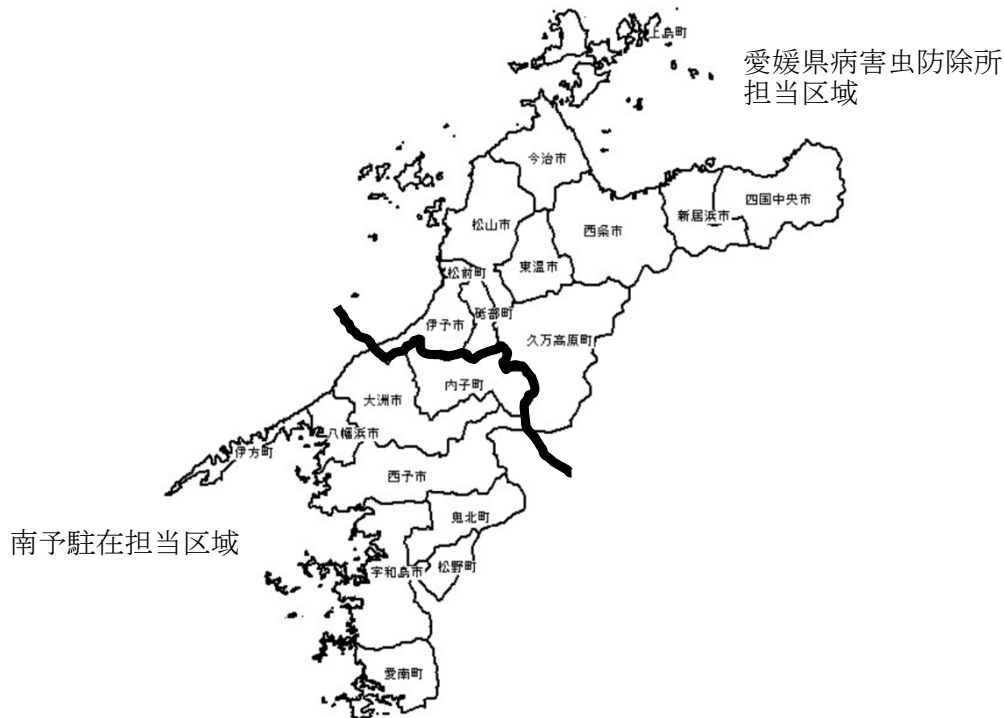 上島町
愛媛県病害虫防除所
担当区域
今治市
四国中央市
新居浜市
松山市
西条市
東温市
松前町
砥部町
伊予市
久万高原町
内子町
大洲市
八幡浜市
伊方町
西予市
鬼北町
南予駐在担当区域
宇和島市
松野町
愛南町